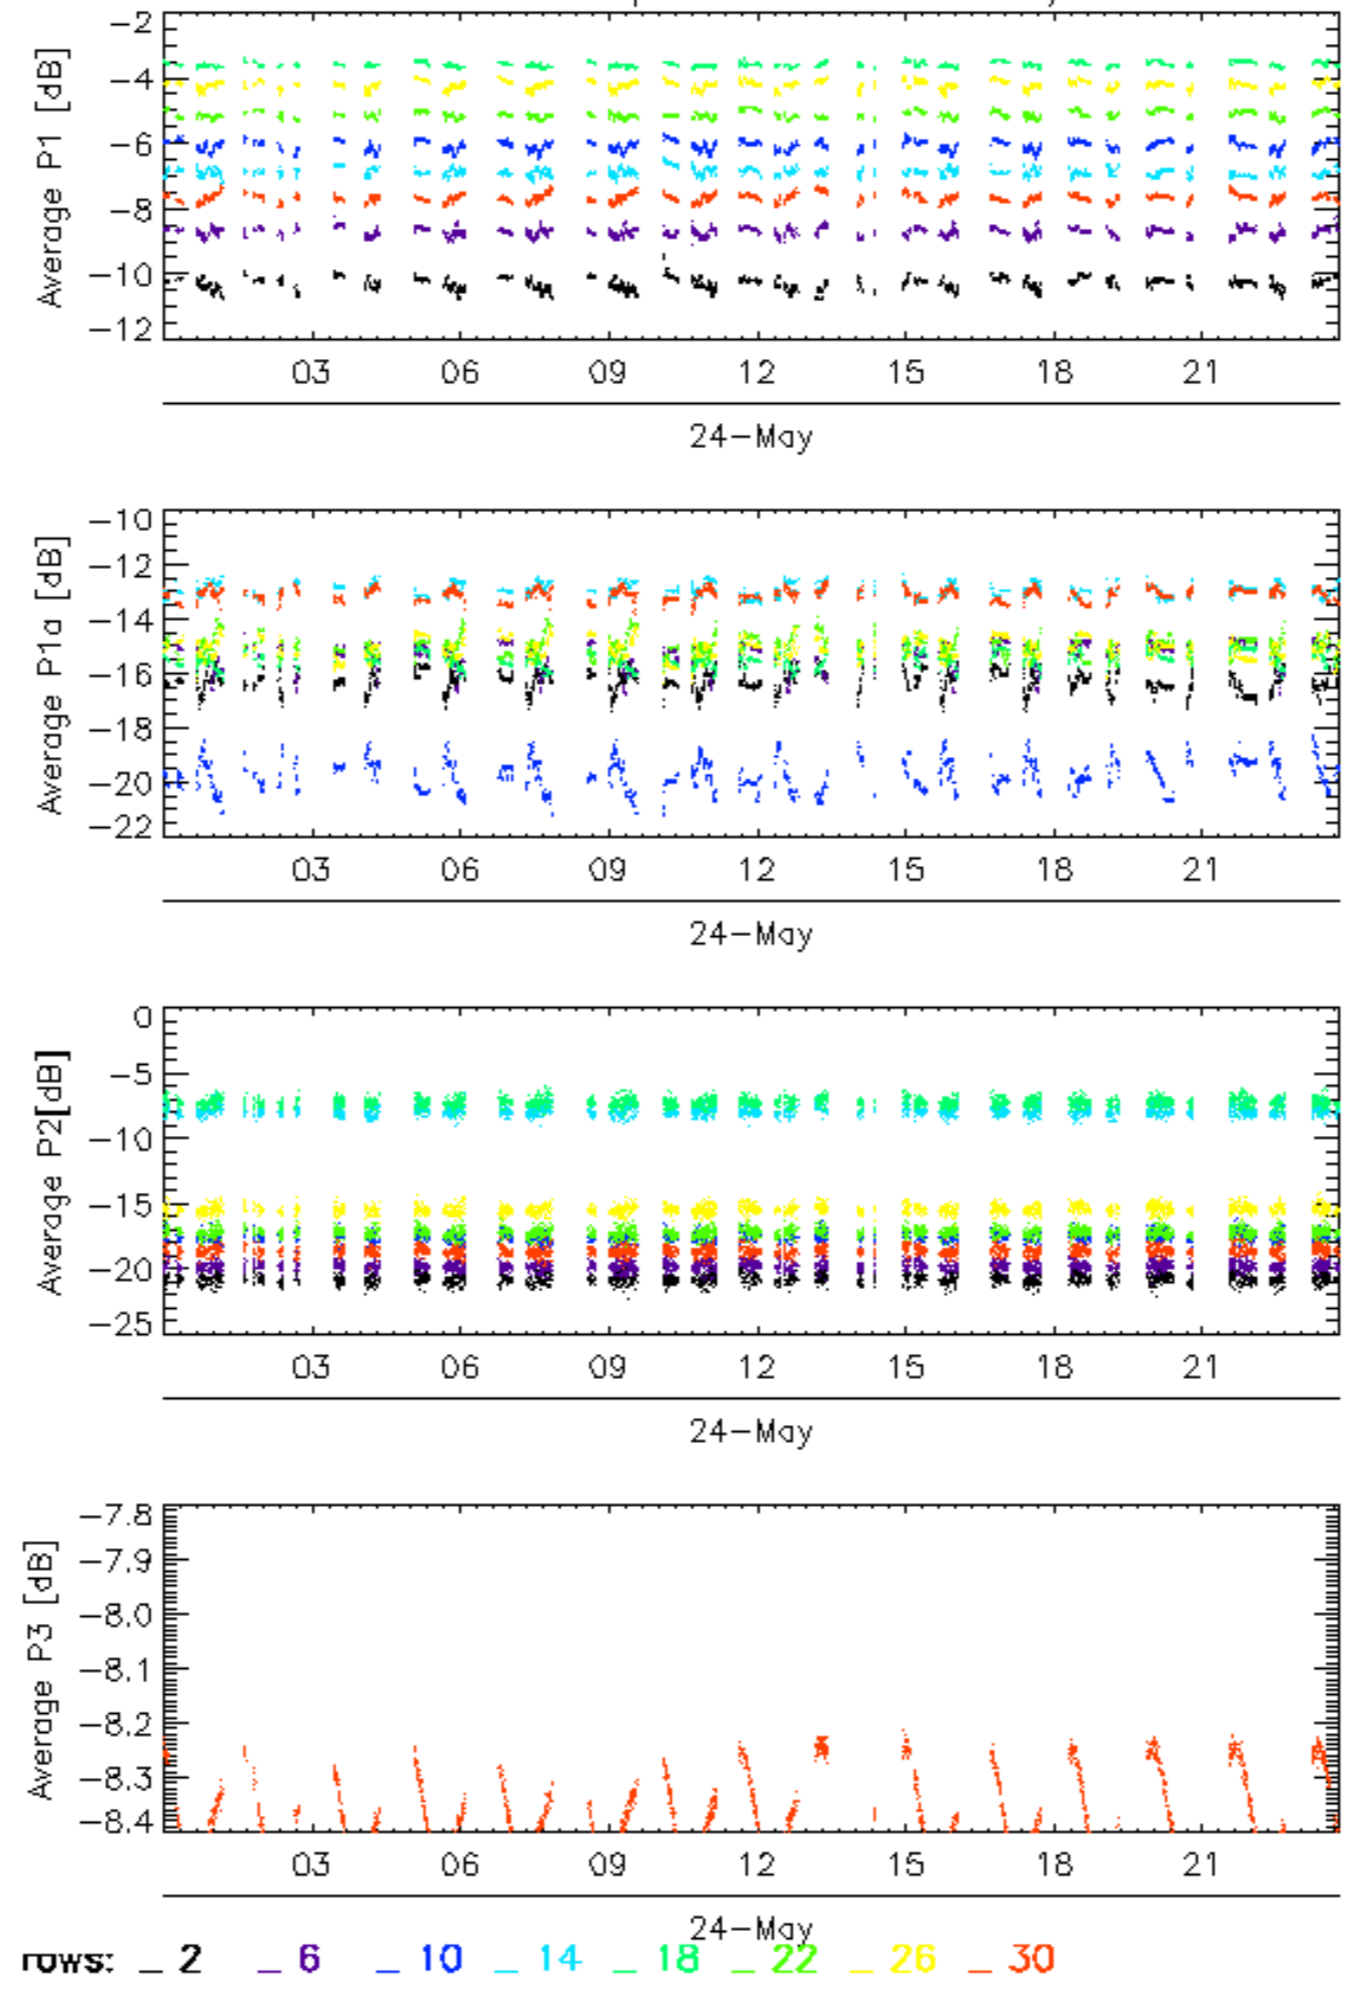 Average P1 [dB]
-2
-4
-6
-8
-10
-12
03 06 09 12 15 18 21
24-May
Average P1a [dB]
-10
-12
-14
-16
-18
-20
-22
03 06 09 12 15 18 21
24-May
Average P2[dB]
0
-5
-10
-15
-20
-25
03 06 09 12 15 18 21
24-May
Average P3 [dB]
-7.8
-7.9
-8.0
-8.1
-8.2
-8.3
-8.4
03 06 09 12 15 18 21
24-May
rows: _ 2 _ 6 _ 10 _ 14 _ 18 _ 22 _ 26 _ 30